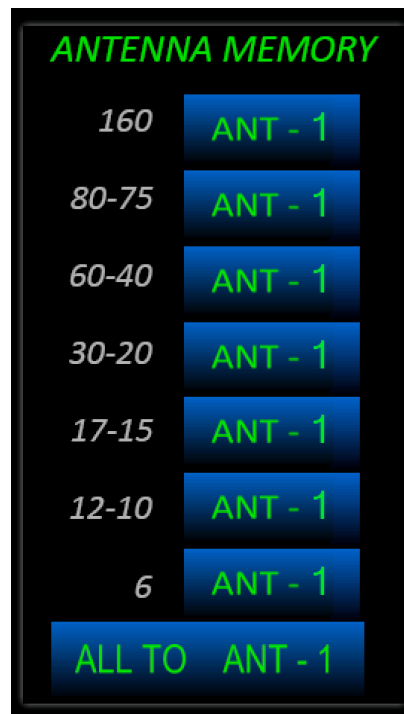 ANTENNA MEMORY
160 ANT - 1
80-75 ANT - 1
60-40 ANT - 1
30-20 ANT - 1
17-15 ANT - 1
12-10 ANT - 1
6 ANT - 1
ALL TO ANT - 1